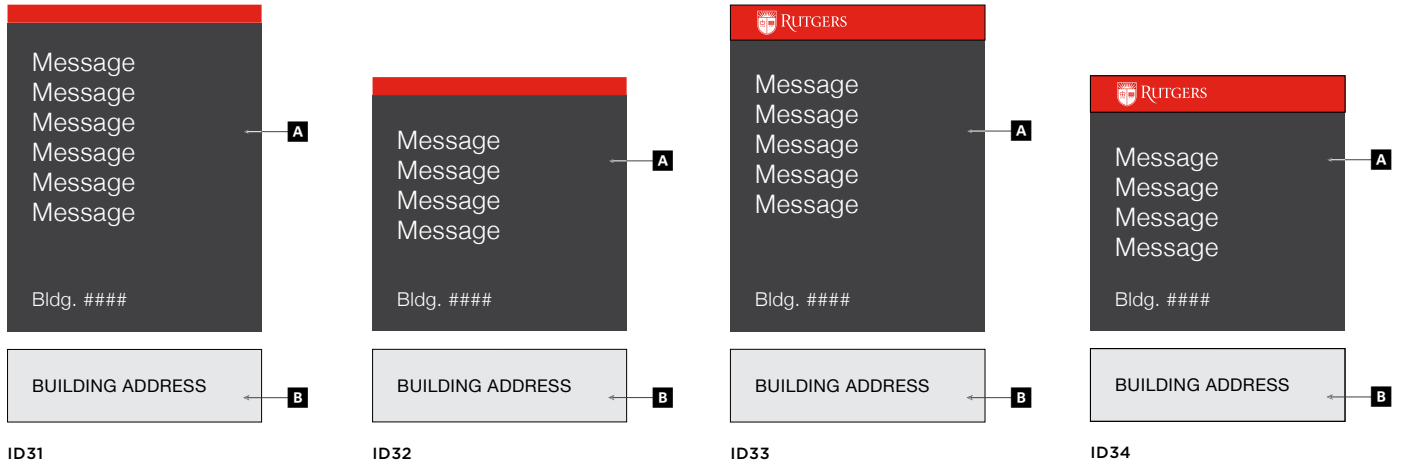 Message
Message
Message
Message
Message
Message
Bldg. ####
A
BUILDING ADDRESS
B
ID31
Message
Message
Message
Message
Bldg. ####
A
BUILDING ADDRESS
B
ID32
RUTGERS
Message
Message
Message
Message
Message
Bldg. ####
A
BUILDING ADDRESS
B
ID33
RUTGERS
Message
Message
Message
Message
Bldg. ####
A
BUILDING ADDRESS
B
ID34